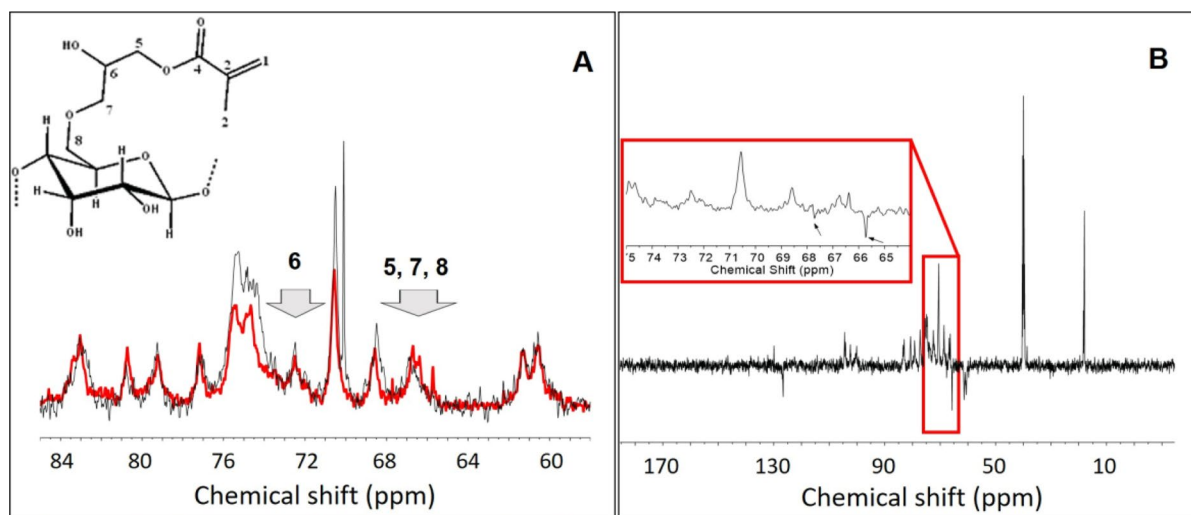 A
O
HO
5
6
O
4
2
1
7
2
O
8
H
O
H
O
H
H
O
OH
OH
H
6
5, 7, 8
84 80 76 72 68 64 60
Chemical shift (ppm)
B
75 74 73 72 71 70 69 68 67 66 65
Chemical Shift (ppm)
170 130 90 50 10
Chemical shift (ppm)